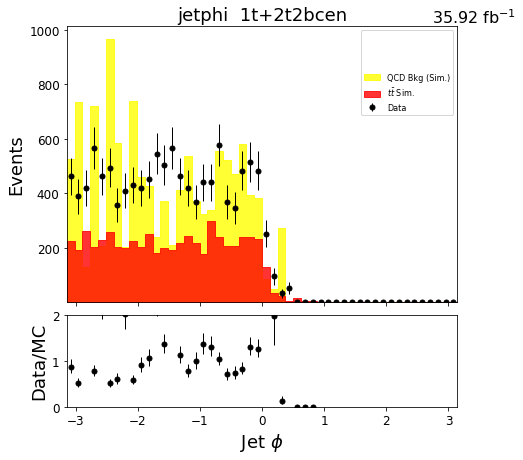 jetphi 1t+2t2bcen
35.92 fb⁻¹
QCD Bkg (Sim.)
tt̄ Sim.
Data
Events
1000
800
600
400
200
Data/MC
2
1
0
−3 −2 −1 0 1 2 3
Jet ϕ